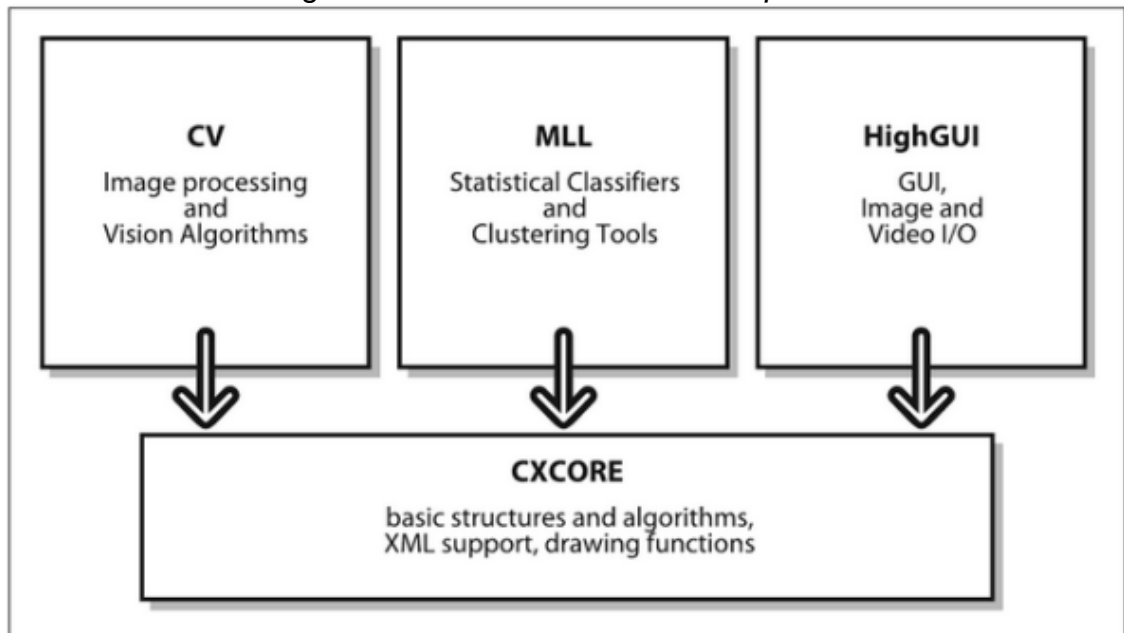 CV
Image processing
and
Vision Algorithms
MLL
Statistical Classifiers
and
Clustering Tools
HighGUI
GUI,
Image and
Video I/O
CXCORE
basic structures and algorithms,
XML support, drawing functions